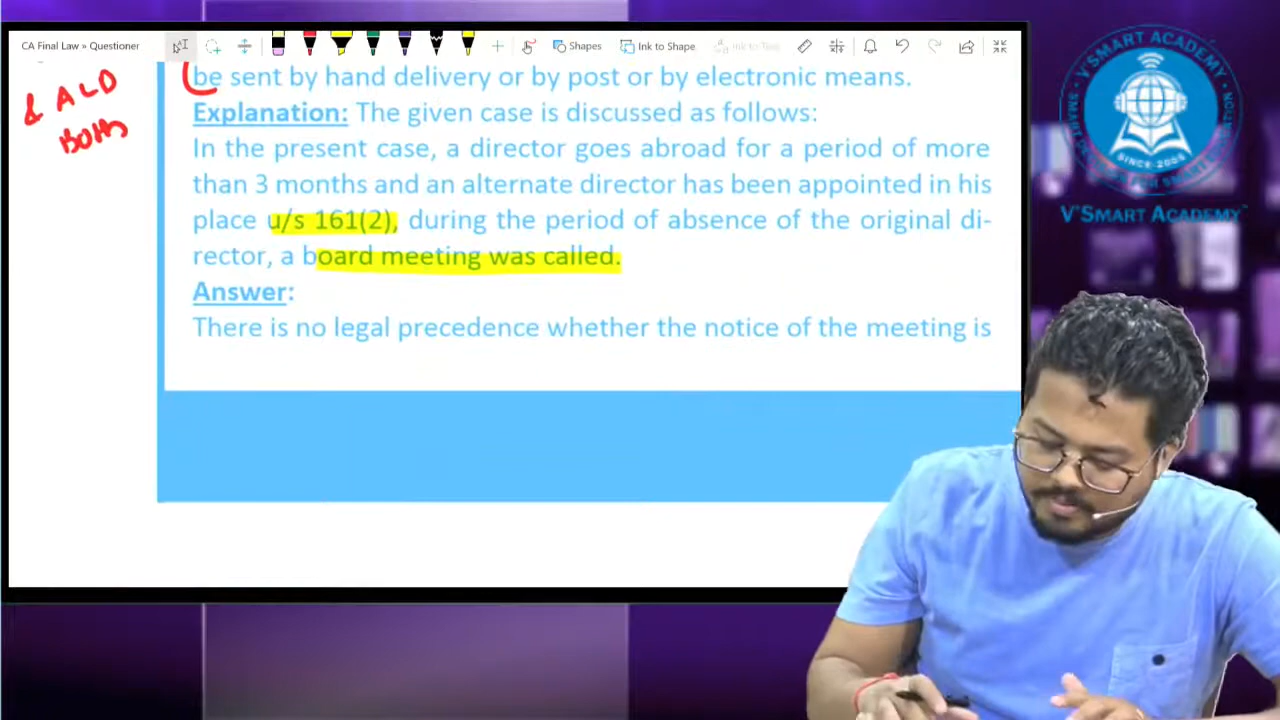 CA Final Law » Questioner
Shapes
Ink to Shape
be sent by hand delivery or by post or by electronic means.
& ALD
Both
Explanation: The given case is discussed as follows:
In the present case, a director goes abroad for a period of more
than 3 months and an alternate director has been appointed in his
place u/s 161(2), during the period of absence of the original di-
rector, a board meeting was called.
Answer:
There is no legal precedence whether the notice of the meeting is
V'SMART ACADEMY
SINCE-2006
V'SMART ACADEMY